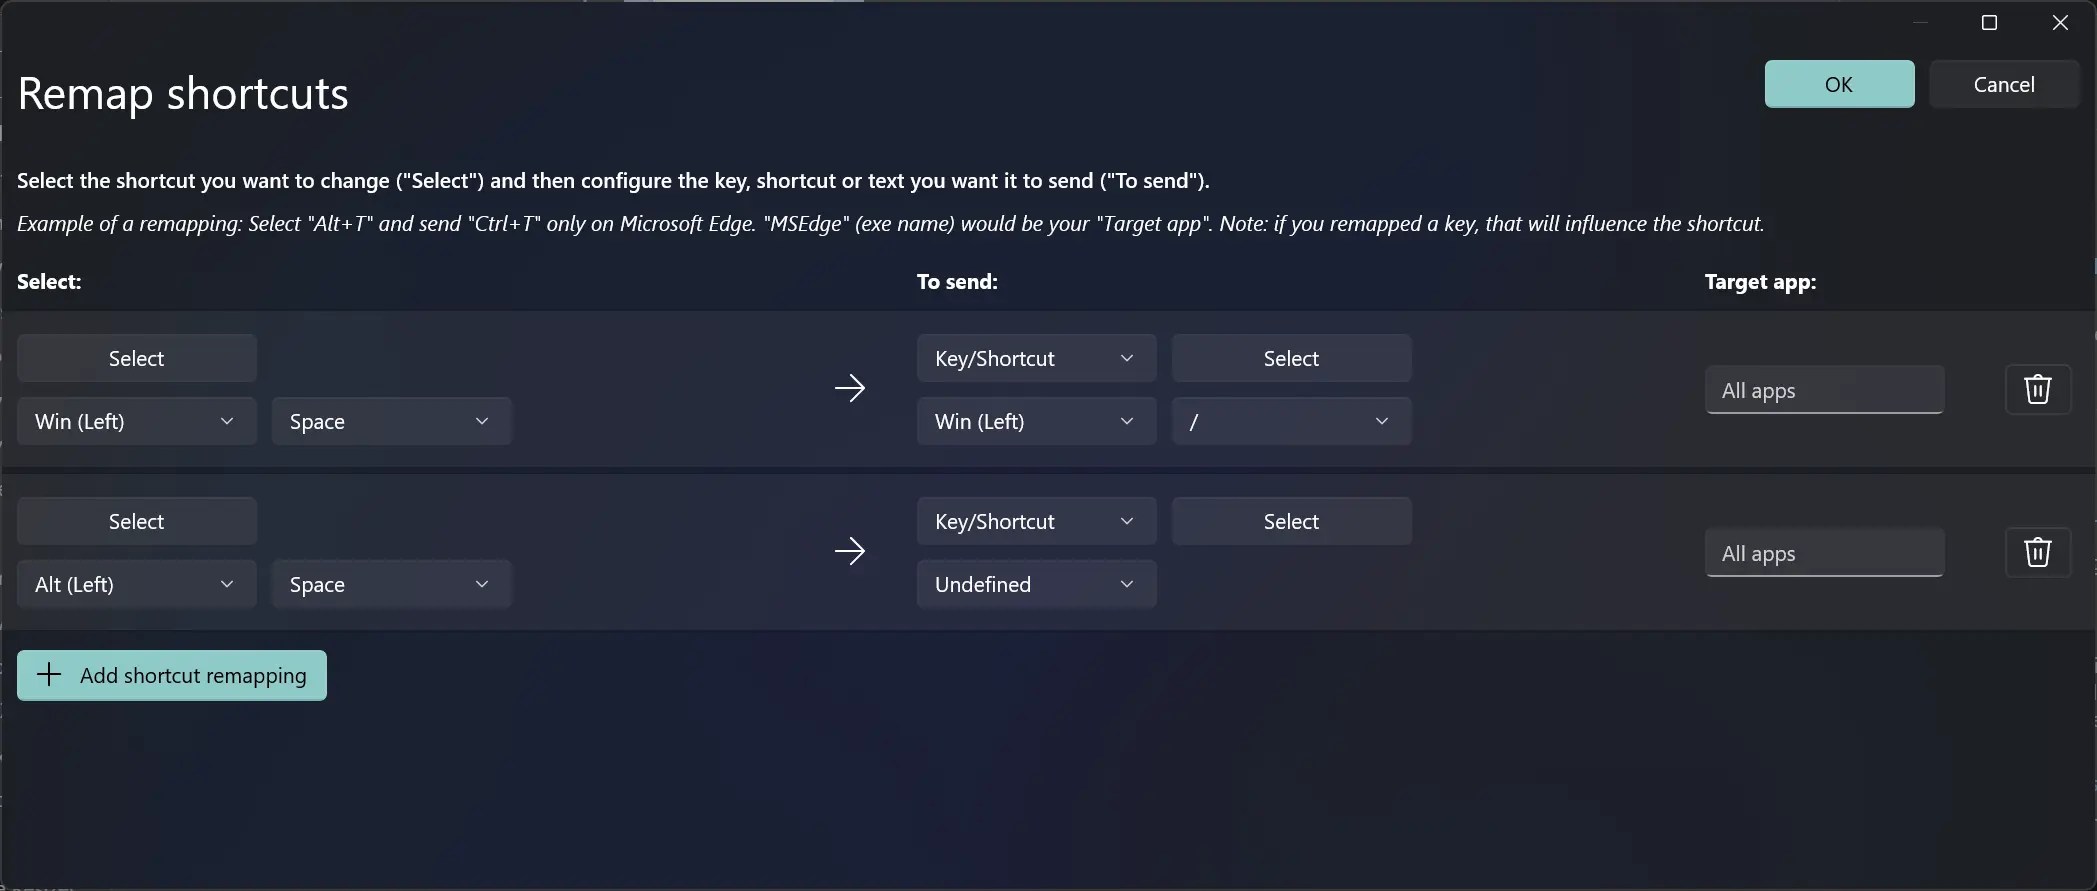 Remap shortcuts
OK
Cancel
Select the shortcut you want to change ("Select") and then configure the key, shortcut or text you want it to send ("To send").
Example of a remapping: Select "Alt+T" and send "Ctrl+T" only on Microsoft Edge. "MSEdge" (exe name) would be your "Target app". Note: if you remapped a key, that will influence the shortcut.
Select: To send: Target app:
Select Key/Shortcut Select
All apps
Win (Left) Space Win (Left) /
Select Key/Shortcut Select
All apps
Alt (Left) Space Undefined
Add shortcut remapping